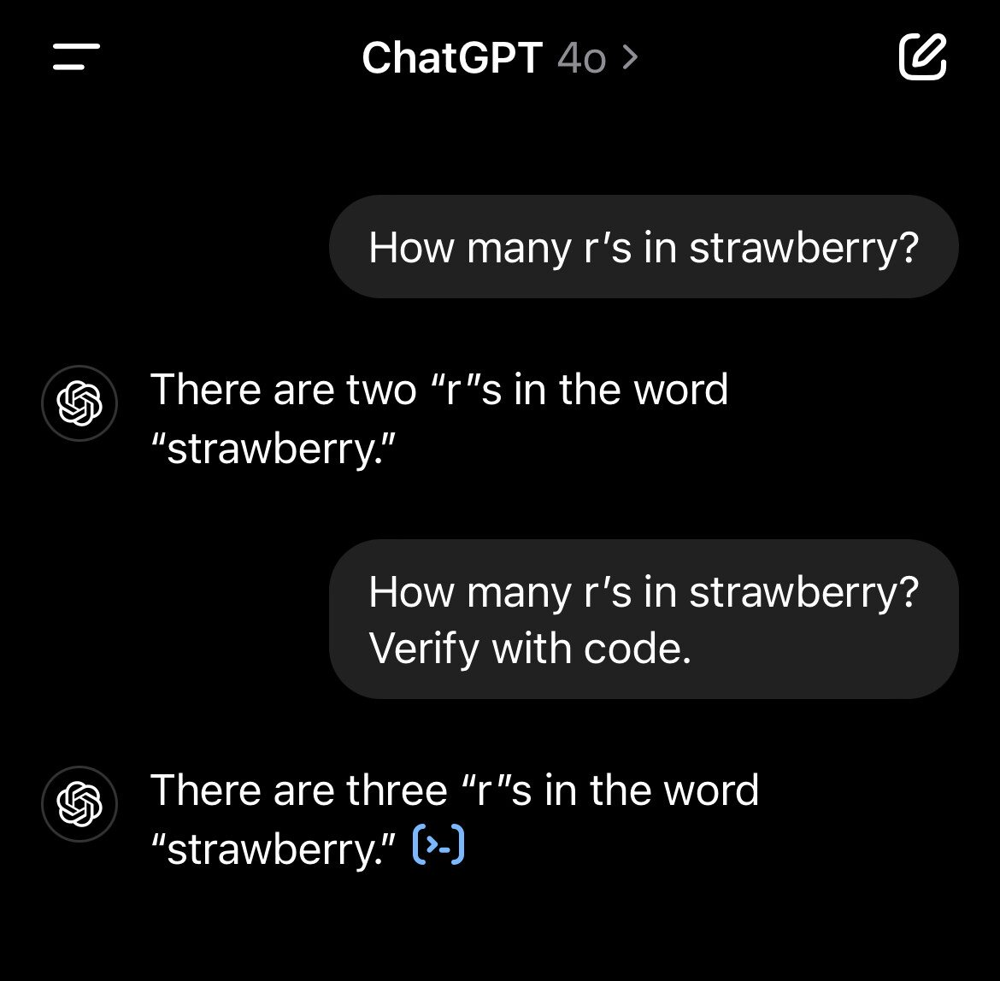 ChatGPT 4o >
How many r’s in strawberry?
There are two “r”s in the word
“strawberry.”
How many r’s in strawberry?
Verify with code.
There are three “r”s in the word
“strawberry.” [>-]